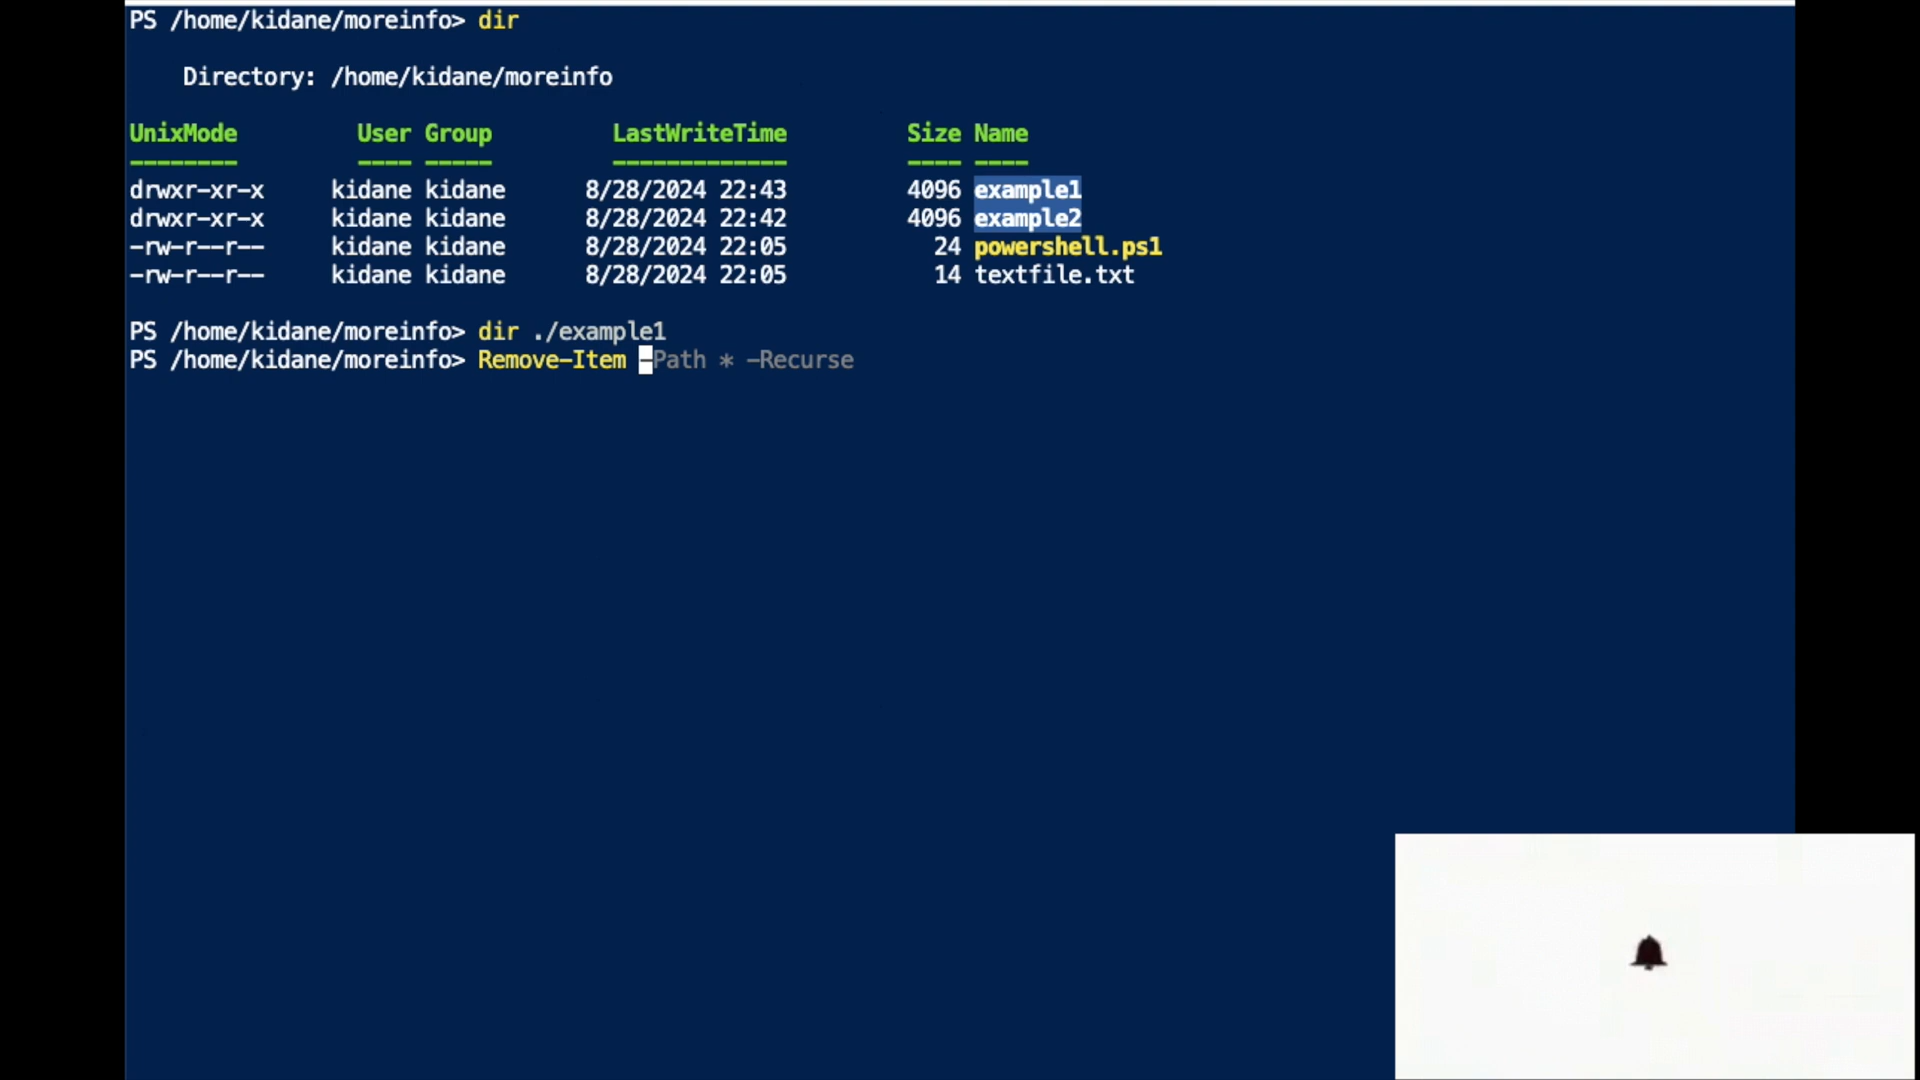 PS /home/kidane/moreinfo> dir
Directory: /home/kidane/moreinfo
UnixMode User Group LastWriteTime Size Name
-------- ---- ----- ------------- ---- ----
drwxr-xr-x kidane kidane 8/28/2024 22:43 4096 example1
drwxr-xr-x kidane kidane 8/28/2024 22:42 4096 example2
-rw-r--r-- kidane kidane 8/28/2024 22:05 24 powershell.ps1
-rw-r--r-- kidane kidane 8/28/2024 22:05 14 textfile.txt
PS /home/kidane/moreinfo> dir ./example1
PS /home/kidane/moreinfo> Remove-Item -Path * -Recurse